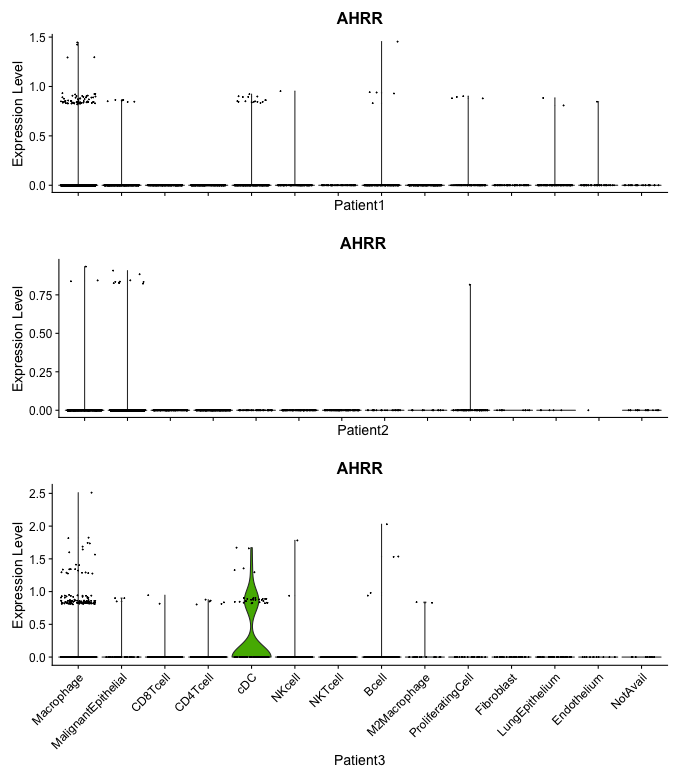 AHRR
1.5
1.0
0.5
0.0
Expression Level
Patient1
AHRR
0.75
0.50
0.25
0.00
Expression Level
Patient2
AHRR
2.5
2.0
1.5
1.0
0.5
0.0
Expression Level
Macrophage
MalignantEpithelial
CD8Tcell
CD4Tcell
cDC
NKcell
NKTcell
Bcell
M2Macrophage
ProliferatingCell
Fibroblast
LungEpithelium
Endothelium
NotAvail
Patient3